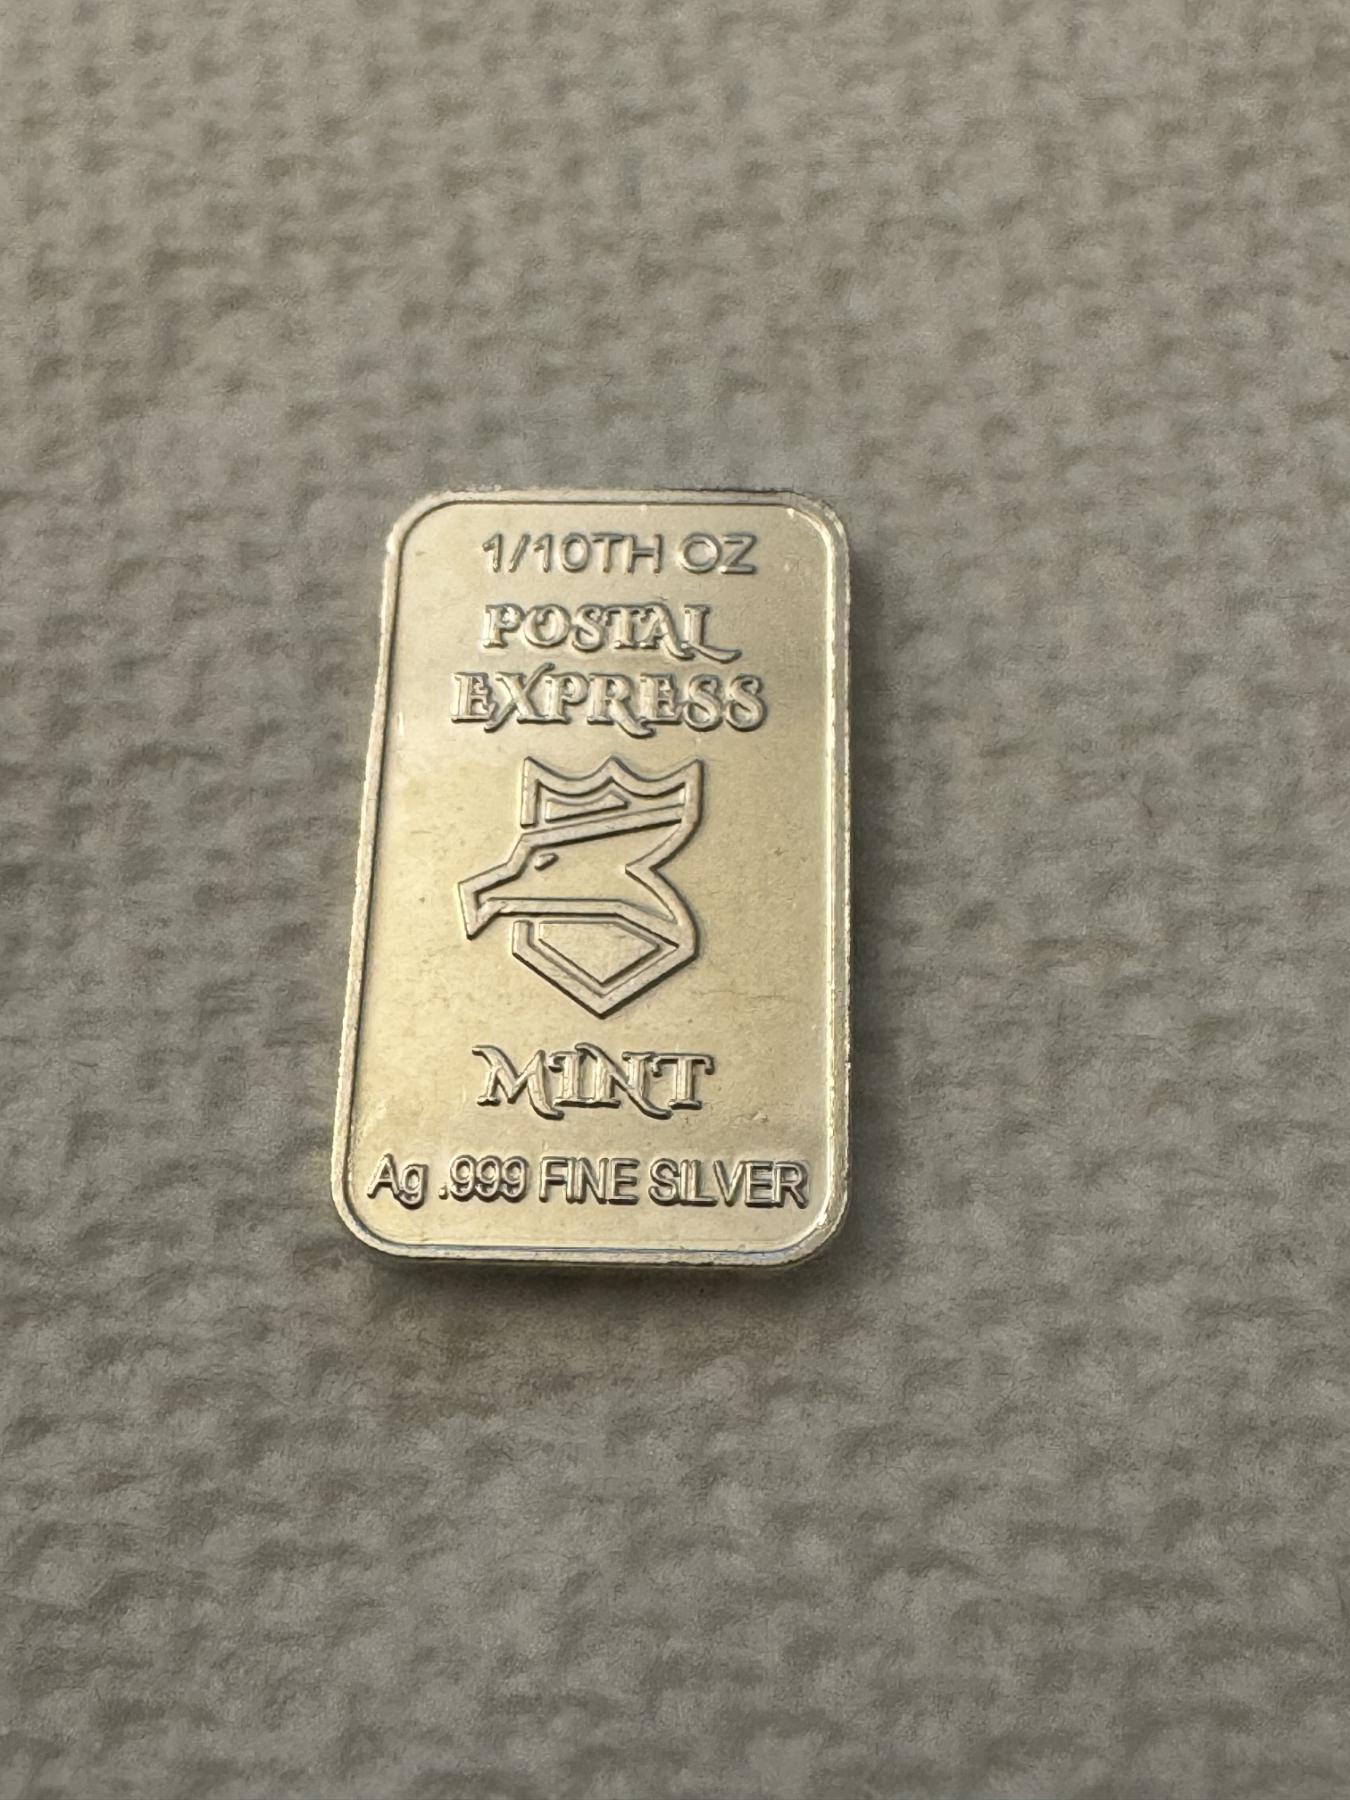 1/10TH OZ
POSTAL
EXPRESS
MINT
Ag .999 FINE SILVER